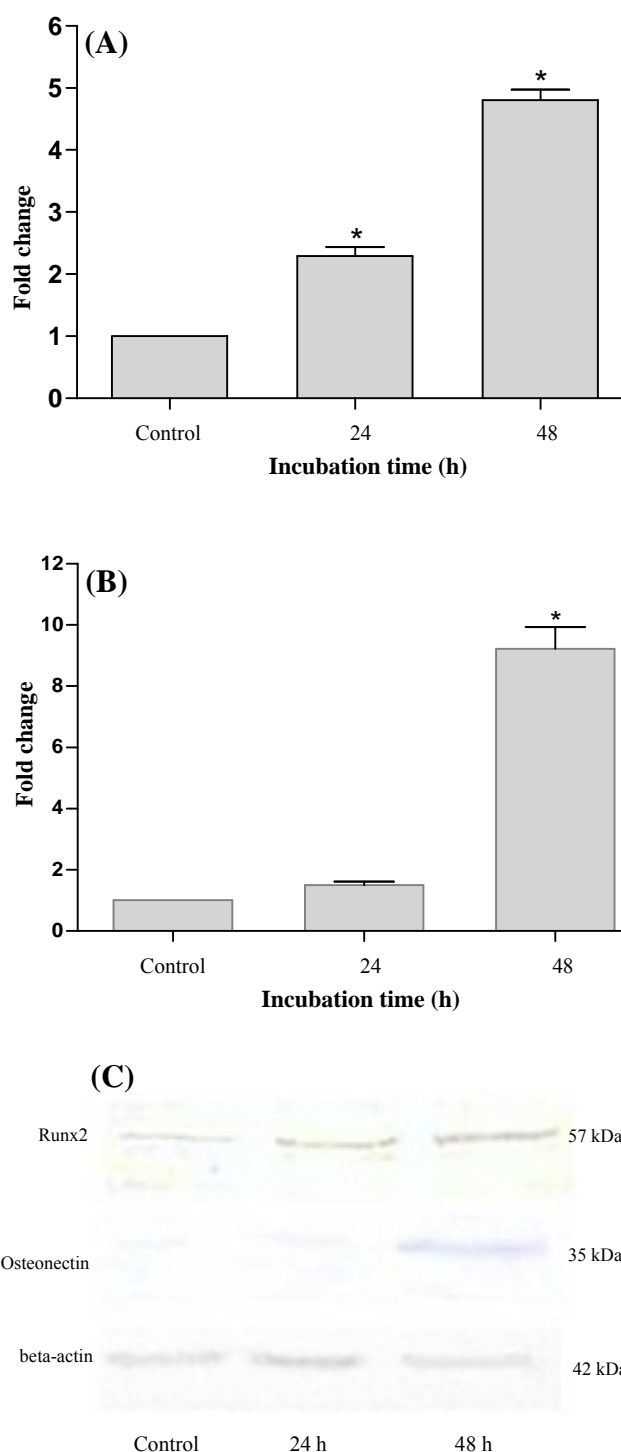 (A)
6
5
4
3
2
1
0
Fold change
*
*
Control 24 48
Incubation time (h)
(B)
12
10
8
6
4
2
0
Fold change
*
Control 24 48
Incubation time (h)
(C)
Runx2 57 kDa
Osteonectin 35 kDa
beta-actin 42 kDa
Control 24 h 48 h